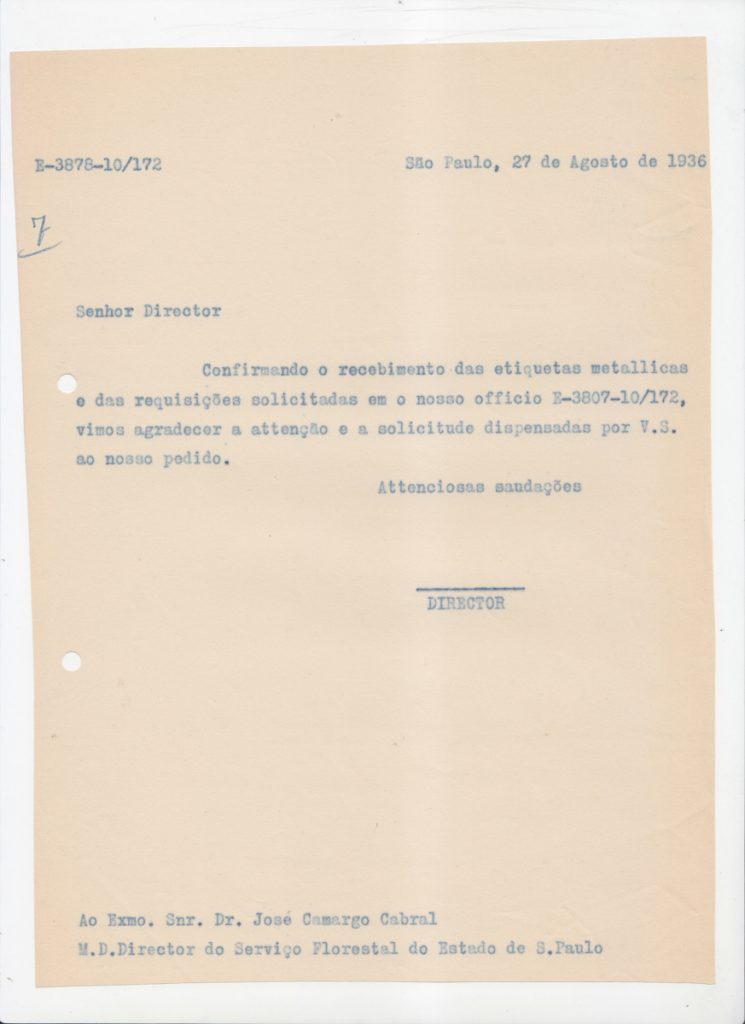 E-3878-10/172 São Paulo, 27 de Agosto de 1936
7
Senhor Director
Confirmando o recebimento das etiquetas metallicas
e das requisições solicitadas em o nosso officio E-3807-10/172,
vimos agradecer a attenção e a solicitude dispensadas por V.S.
ao nosso pedido.
Attenciosas saudações
DIRECTOR
Ao Exmo. Snr. Dr. José Camargo Cabral
M.D.Director do Serviço Florestal do Estado de S.Paulo